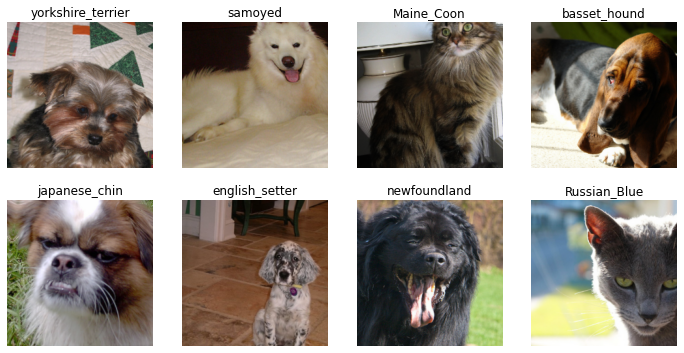 yorkshire_terrier
samoyed
Maine_Coon
basset_hound
japanese_chin
english_setter
newfoundland
Russian_Blue